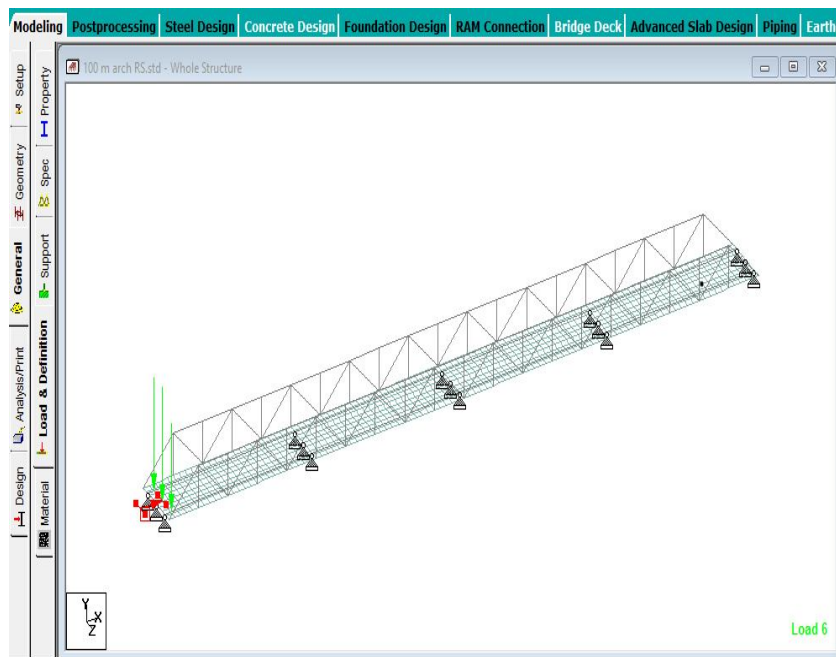 Modeling Postprocessing Steel Design Concrete Design Foundation Design RAM Connection Bridge Deck Advanced Slab Design Piping Earth
100 m arch RS.std - Whole Structure
Setup
Geometry
General
Analysis/Print
Design
Property
Spec
Support
Load & Definition
Material
Y
X
Z
Load 6